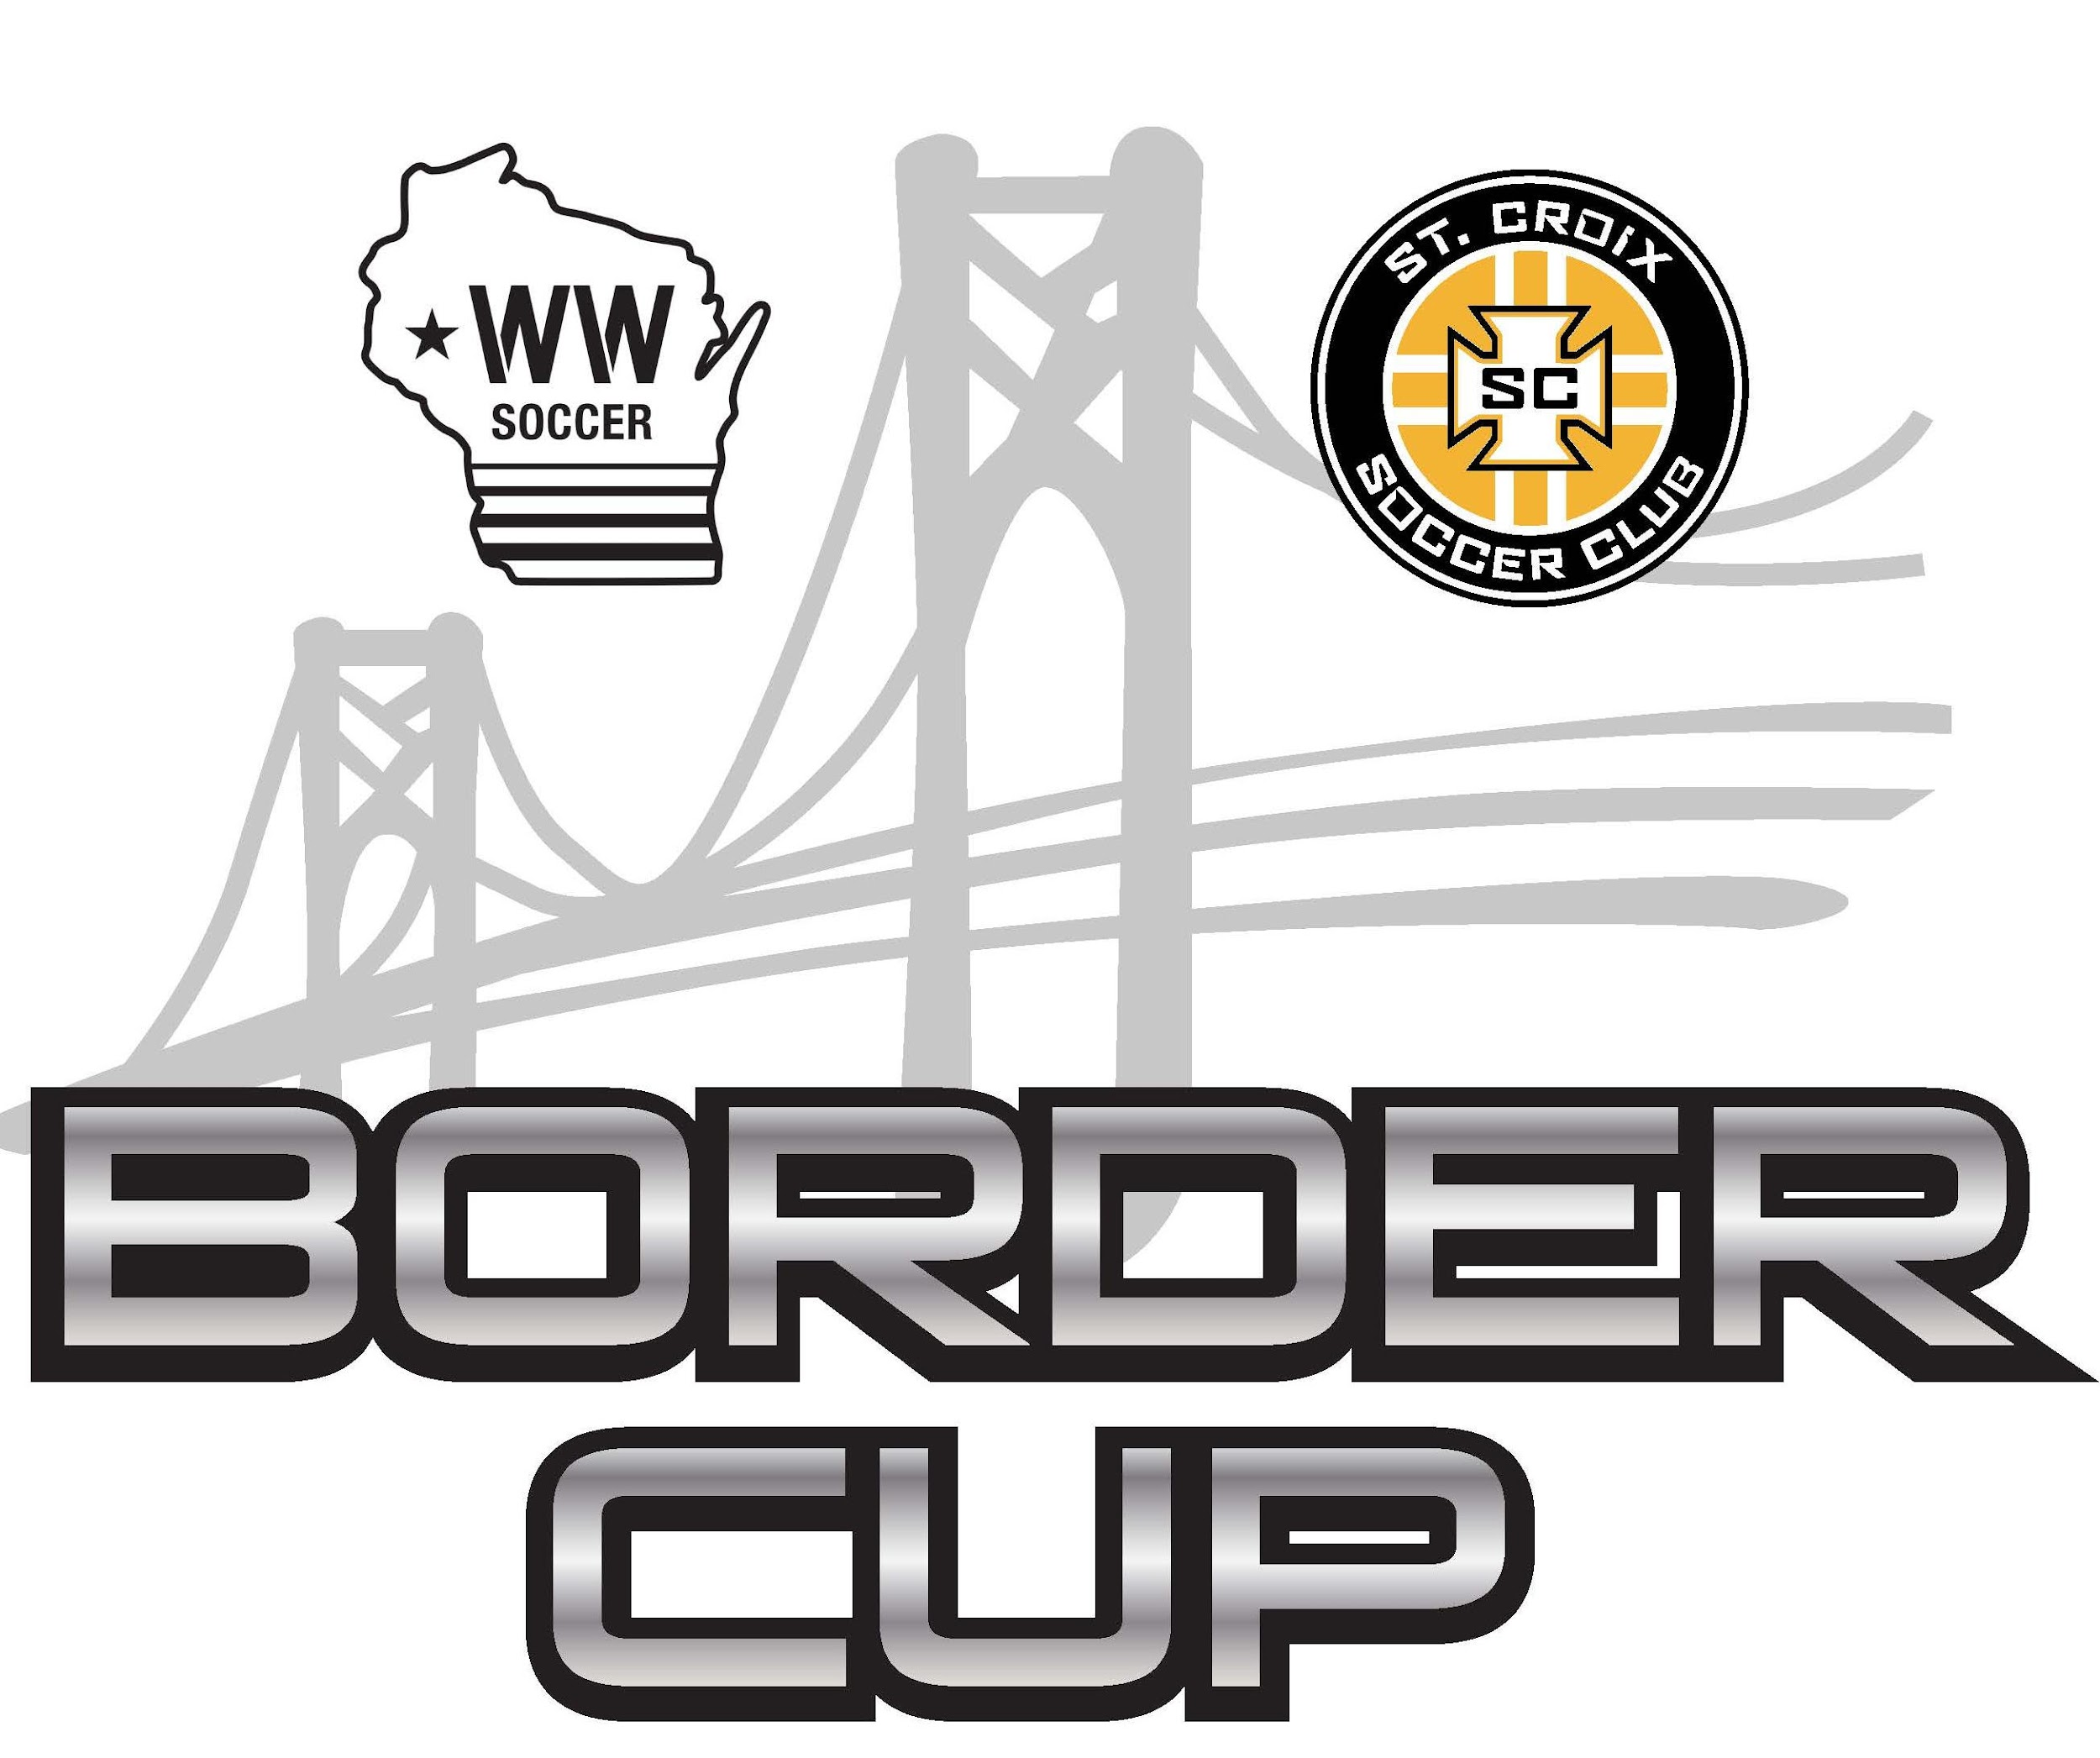 WW
SOCCER
ST. CROIX
SC
SOCCER CLUB
BORDER
CUP